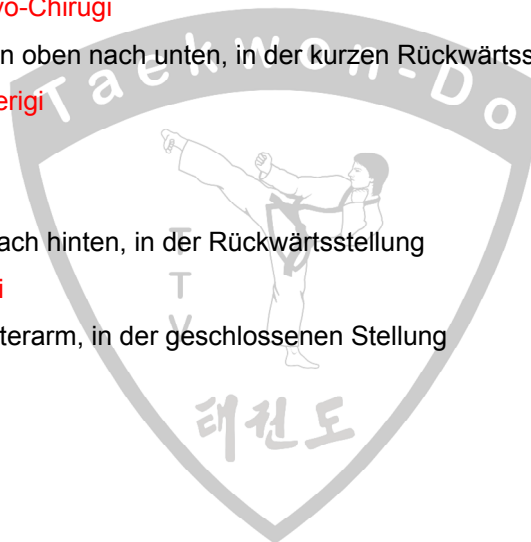 yo-Chirugi
n oben nach unten, in der kurzen Rückwärtss
erigi
Taekwon-Do
ach hinten, in der Rückwärtsstellung
i
terarm, in der geschlossenen Stellung
T
T
V
태권도